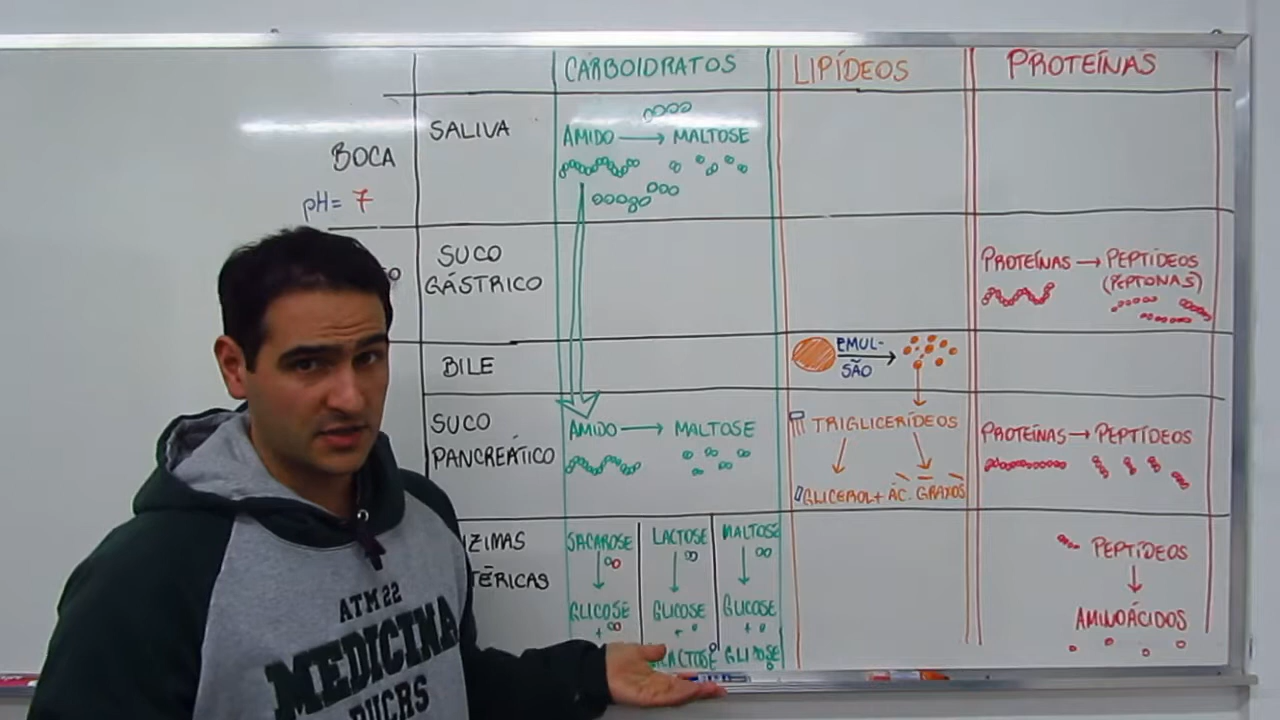 CARBOIDRATOS LIPÍDEOS PROTEÍNAS
BOCA
pH= 7
SALIVA
AMIDO → MALTOSE
SUCO
GÁSTRICO
PROTEÍNAS → PEPTÍDEOS
(PEPTONAS)
BILE
EMUL-
SÃO
SUCO
PANCREÁTICO
AMIDO → MALTOSE
TRIGLICERÍDEOS
GLICEROL + ÁC. GRAXOS
PROTEÍNAS → PEPTÍDEOS
SACAROSE LACTOSE MALTOSE
GLICOSE GLICOSE GLICOSE
+ + +
GLICOSE
PEPTÍDEOS
AMINOÁCIDOS
ATM 22
MEDICINA
PUCRS